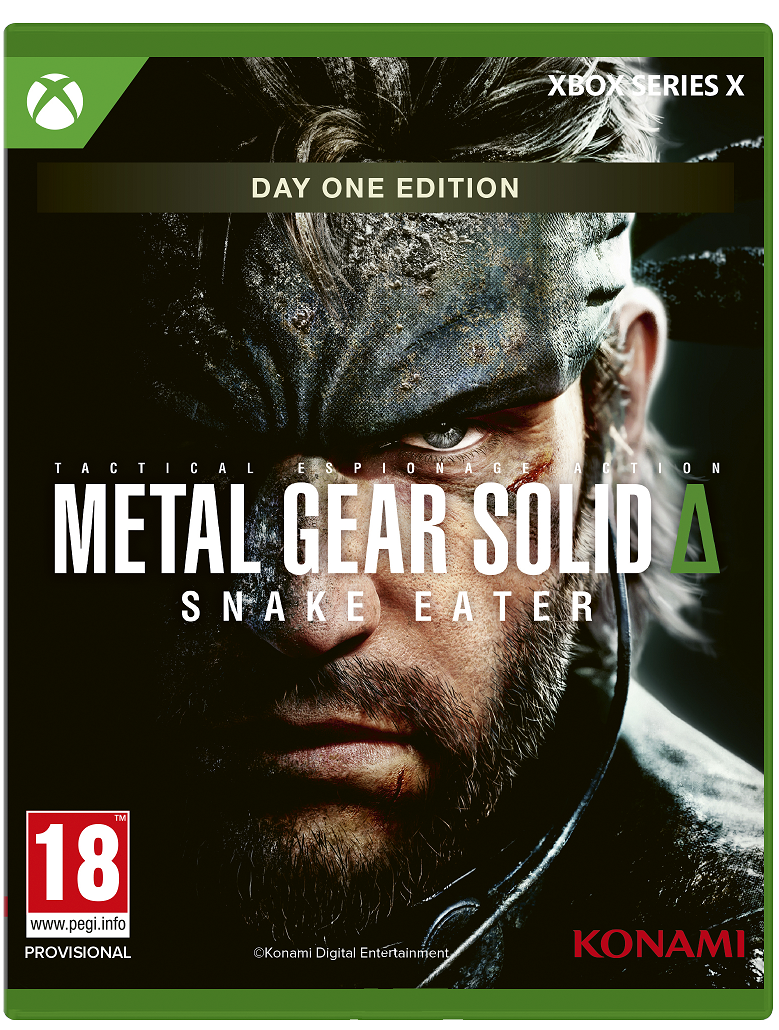 XBOX SERIES X
DAY ONE EDITION
TACTICAL ESPIONAGE ACTION
METAL GEAR SOLID Δ
SNAKE EATER
18™
www.pegi.info
PROVISIONAL
©Konami Digital Entertainment
KONAMI